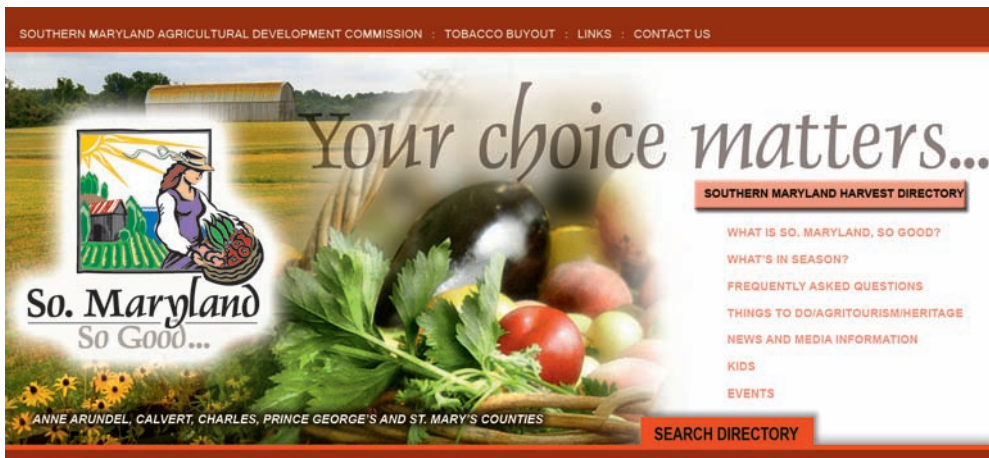 SOUTHERN MARYLAND AGRICULTURAL DEVELOPMENT COMMISSION : TOBACCO BUYOUT : LINKS : CONTACT US
Your choice matters...
SOUTHERN MARYLAND HARVEST DIRECTORY
WHAT IS SO. MARYLAND, SO GOOD?
WHAT'S IN SEASON?
FREQUENTLY ASKED QUESTIONS
THINGS TO DO/AGRITOURISM/HERITAGE
NEWS AND MEDIA INFORMATION
KIDS
EVENTS
So. Maryland
So Good...
ANNE ARUNDEL, CALVERT, CHARLES, PRINCE GEORGE'S AND ST. MARY'S COUNTIES
SEARCH DIRECTORY